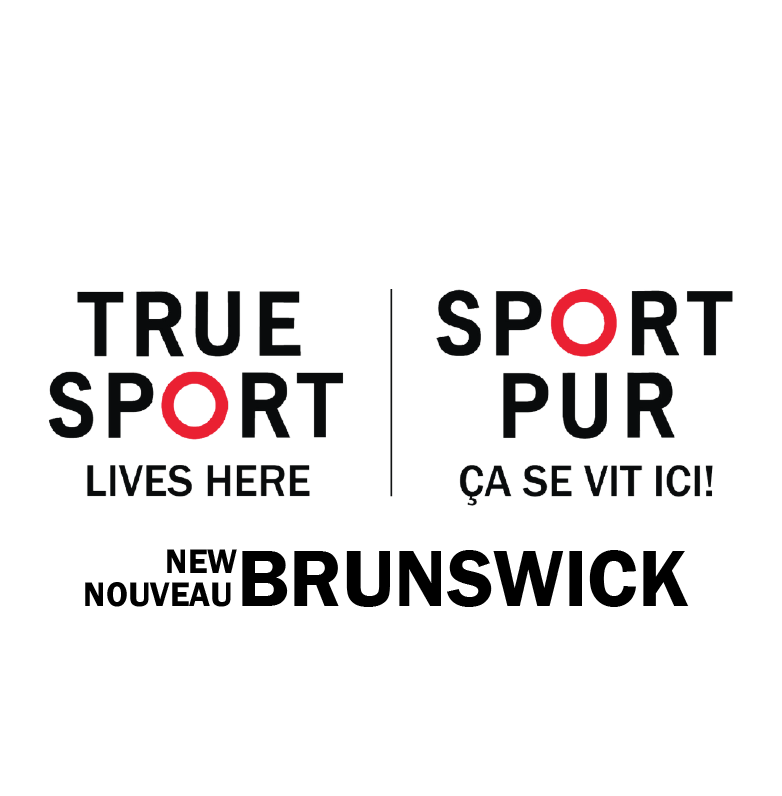 TRUE
SPORT
LIVES HERE
SPORT
PUR
ÇA SE VIT ICI!
NEW
NOUVEAU
BRUNSWICK